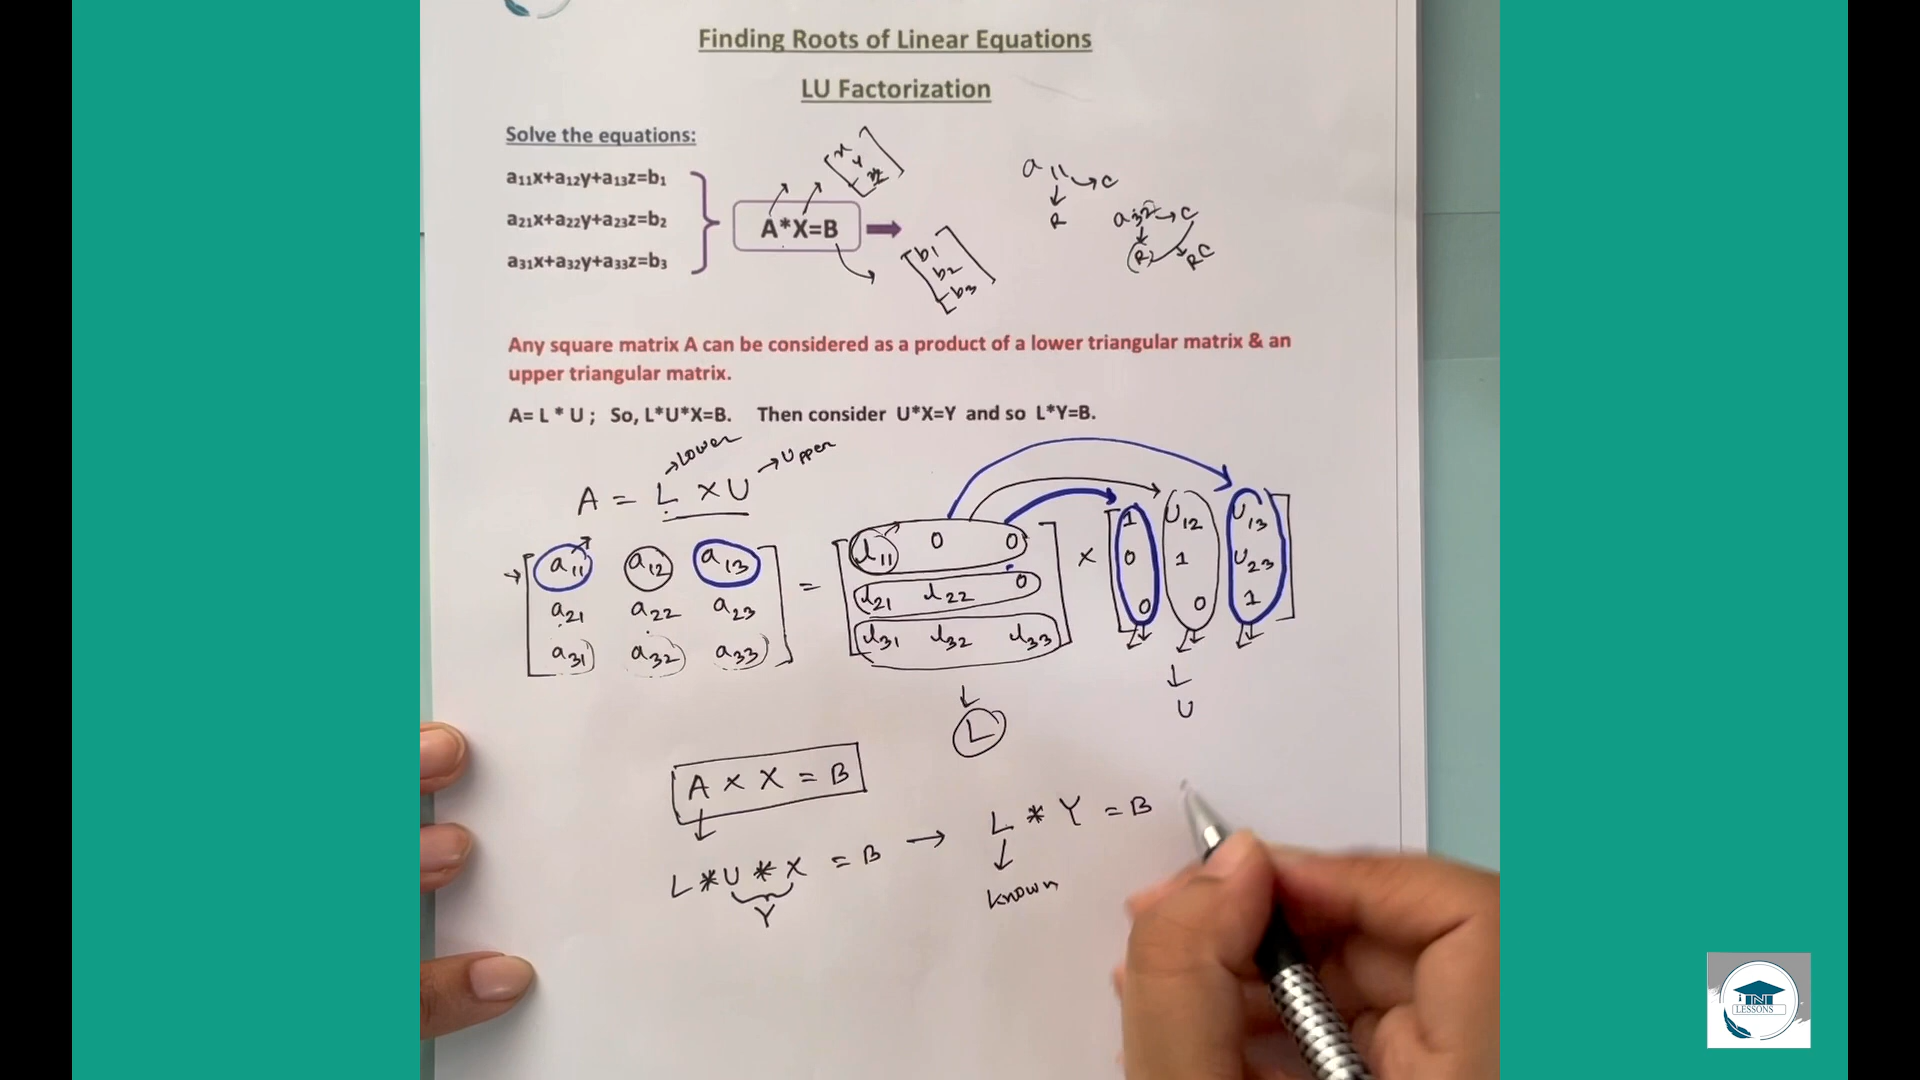 Finding Roots of Linear Equations
LU Factorization
Solve the equations:
a₁₁x+a₁₂y+a₁₃z=b₁
a₂₁x+a₂₂y+a₂₃z=b₂
a₃₁x+a₃₂y+a₃₃z=b₃
A*X=B
x
y
z
b1
b2
b3
a11 → C
R
a32 → C
R
RC
Any square matrix A can be considered as a product of a lower triangular matrix & an
upper triangular matrix.
A= L * U ; So, L*U*X=B. Then consider U*X=Y and so L*Y=B.
→ Lower
→ Upper
A = L × U
a11 a12 a13 = l11 0 0 × 1 U12 U13
a21 a22 a23 l21 l22 0 0 1 U23
a31 a32 a33 l31 l32 l33 0 0 1
L
U
A × X = B
L * U * X = B → L * Y = B
Y
known
iTN
LESSONS